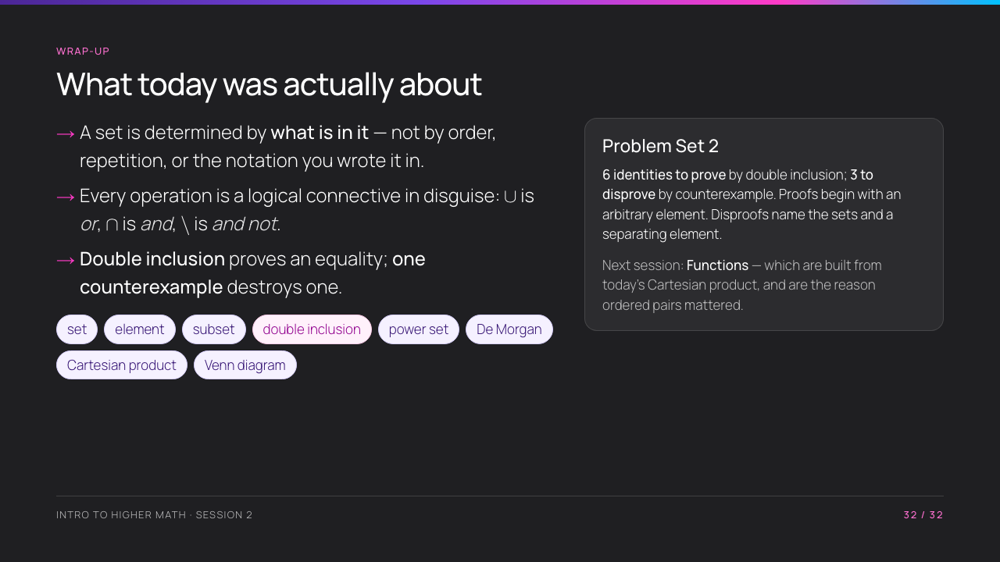 WRAP-UP
What today was actually about
→ A set is determined by what is in it — not by order,
repetition, or the notation you wrote it in.
→ Every operation is a logical connective in disguise: ∪ is
or, ∩ is and, \ is and not.
→ Double inclusion proves an equality; one
counterexample destroys one.
set element subset double inclusion power set De Morgan
Cartesian product Venn diagram
Problem Set 2
6 identities to prove by double inclusion; 3 to
disprove by counterexample. Proofs begin with an
arbitrary element. Disproofs name the sets and a
separating element.
Next session: Functions — which are built from
today's Cartesian product, and are the reason
ordered pairs mattered.
INTRO TO HIGHER MATH · SESSION 2
32 / 32